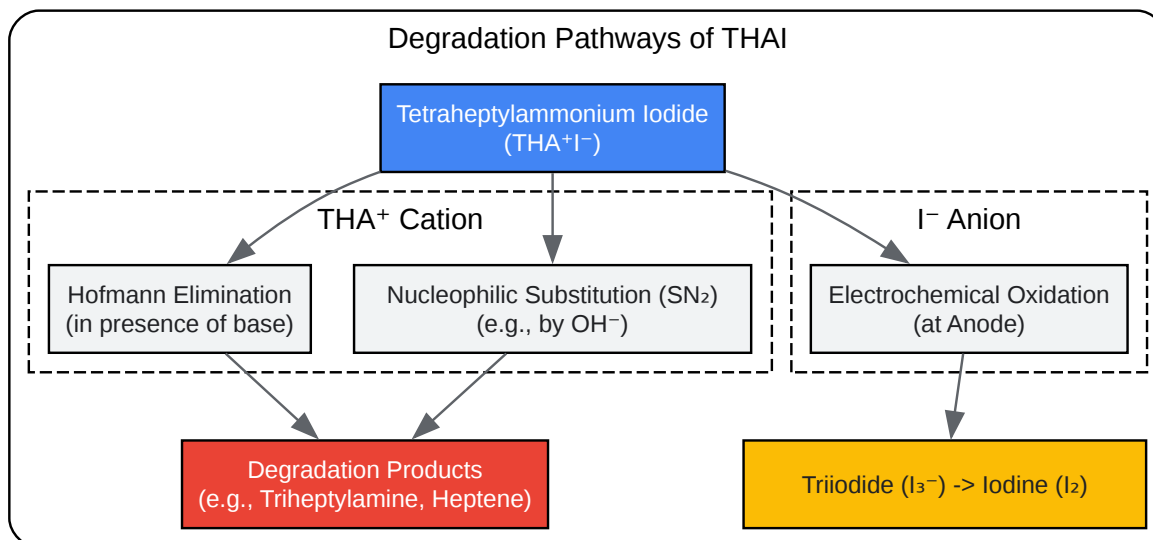 Degradation Pathways of THAI
Tetraheptylammonium Iodide
(THA⁺I⁻)
THA⁺ Cation
I⁻ Anion
Hofmann Elimination
(in presence of base)
Nucleophilic Substitution (SN₂)
(e.g., by OH⁻)
Electrochemical Oxidation
(at Anode)
Degradation Products
(e.g., Triheptylamine, Heptene)
Triiodide (I₃⁻) -> Iodine (I₂)